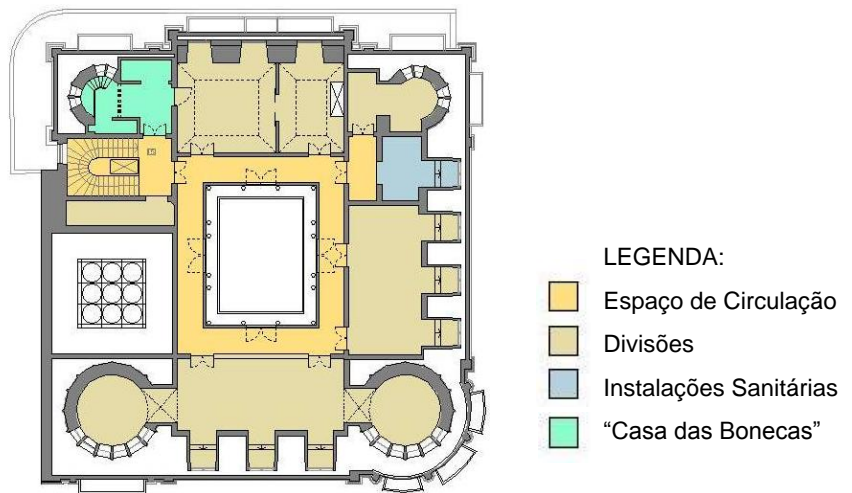 LEGENDA:
Espaço de Circulação
Divisões
Instalações Sanitárias
“Casa das Bonecas”